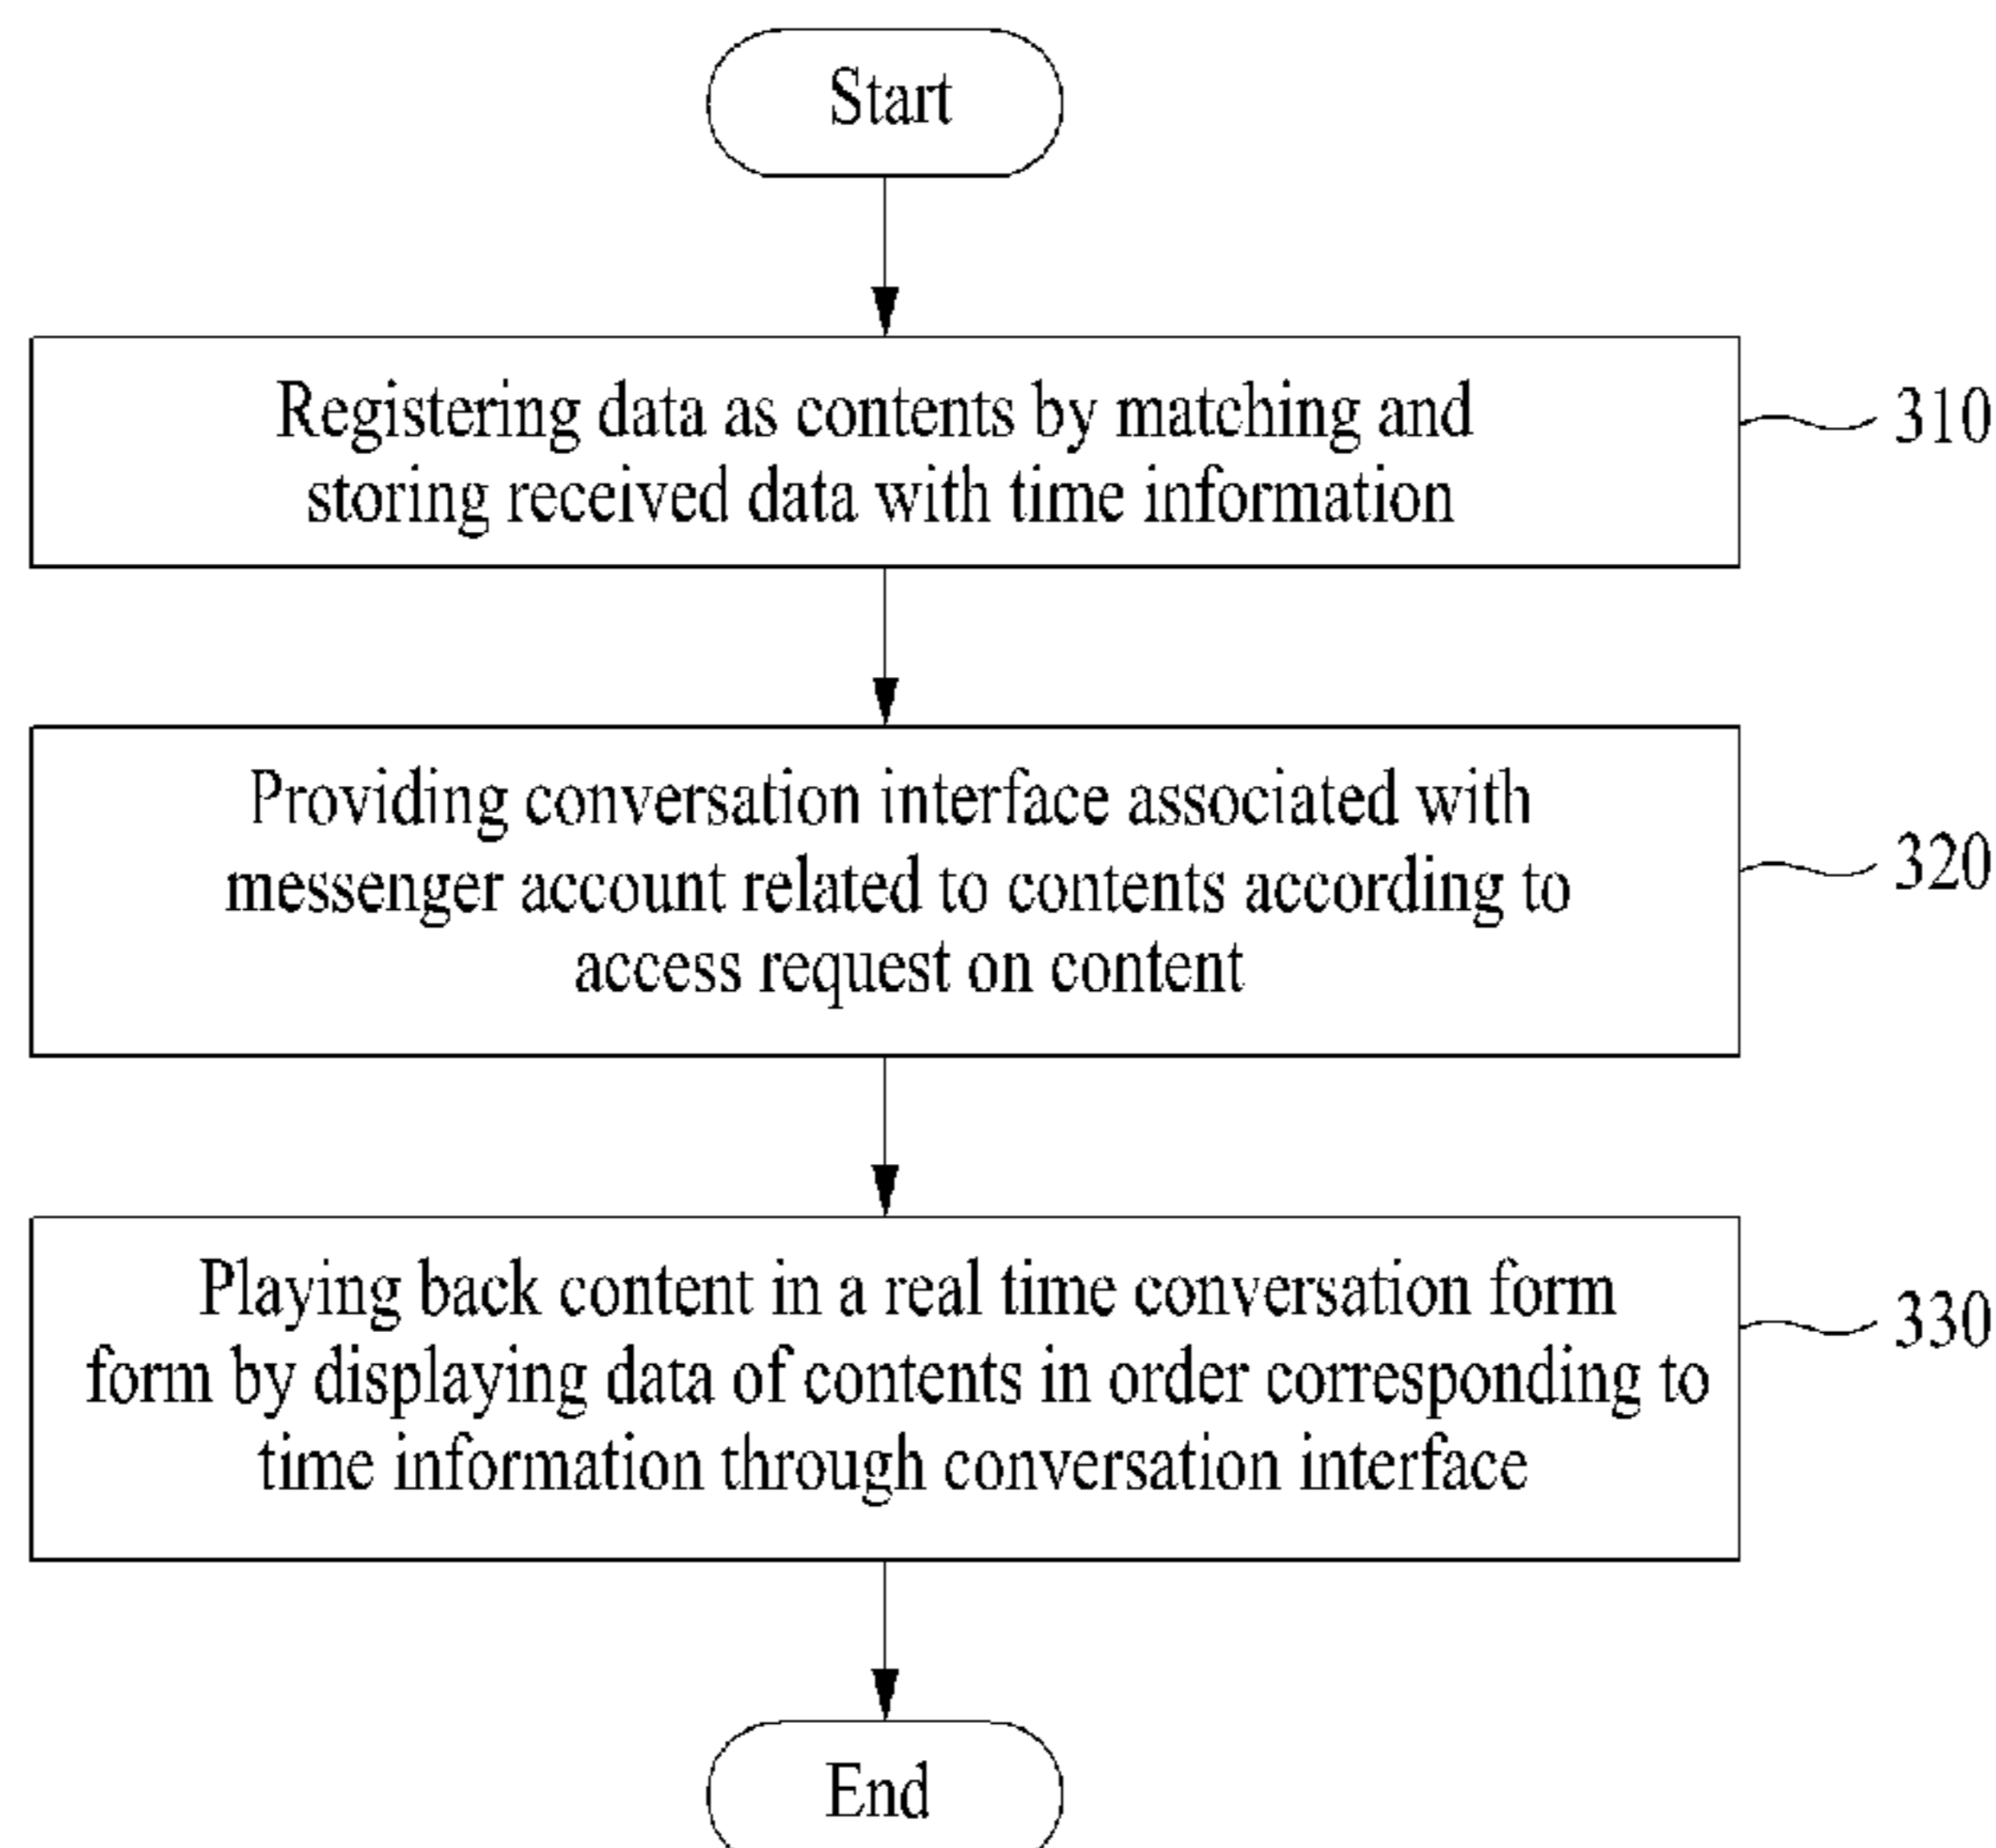 Start
Registering data as contents by matching and
storing received data with time information
310
Providing conversation interface associated with
messenger account related to contents according to
access request on content
320
Playing back content in a real time conversation form
form by displaying data of contents in order corresponding to
time information through conversation interface
330
End